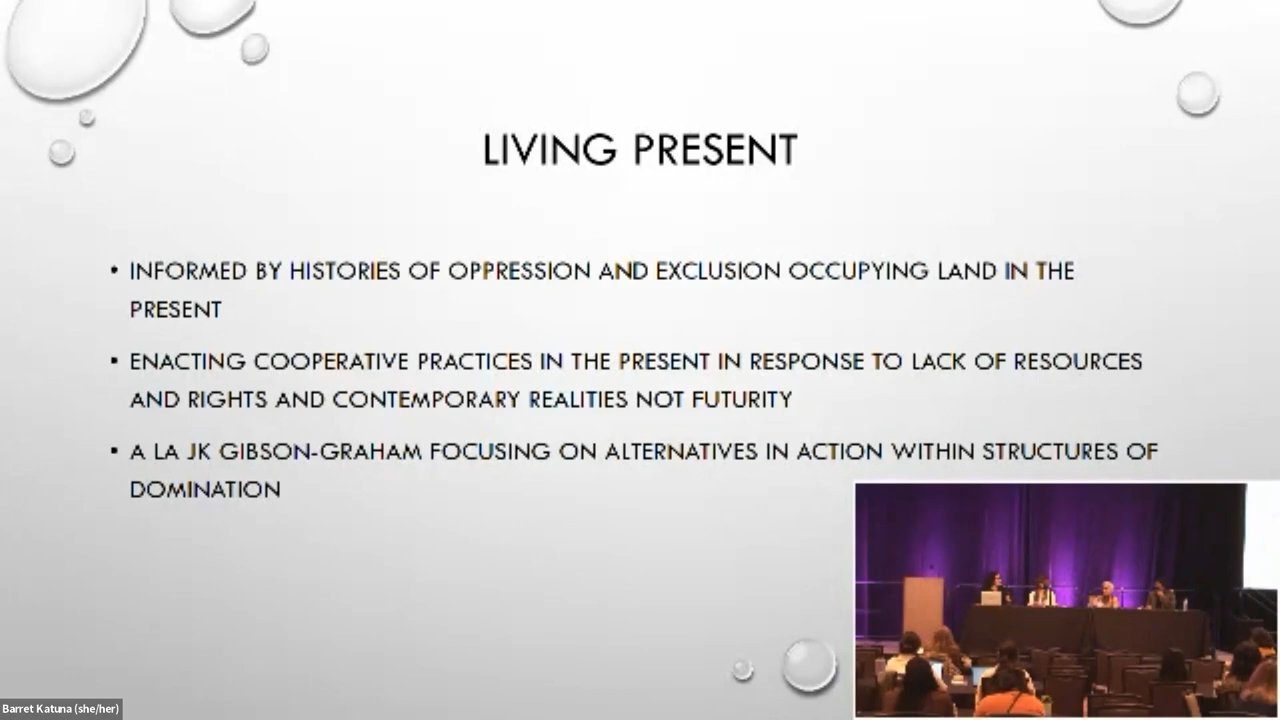 LIVING PRESENT
• INFORMED BY HISTORIES OF OPPRESSION AND EXCLUSION OCCUPYING LAND IN THE
PRESENT
• ENACTING COOPERATIVE PRACTICES IN THE PRESENT IN RESPONSE TO LACK OF RESOURCES
AND RIGHTS AND CONTEMPORARY REALITIES NOT FUTURITY
• A LA JK GIBSON-GRAHAM FOCUSING ON ALTERNATIVES IN ACTION WITHIN STRUCTURES OF
DOMINATION
Barret Katuna (she/her)